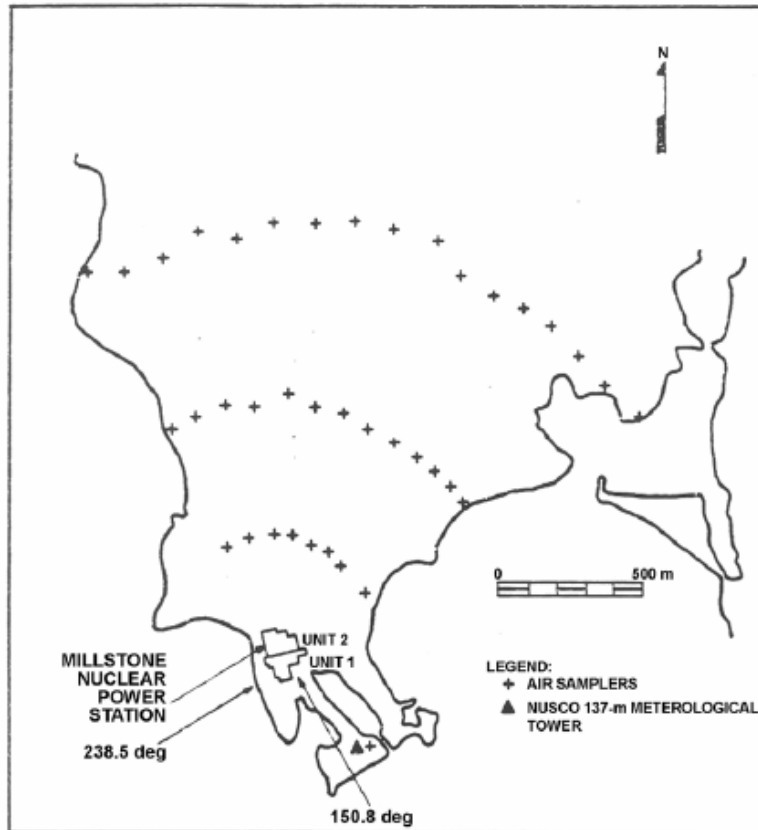 N
0 500 m
UNIT 2
UNIT 1
MILLSTONE
NUCLEAR
POWER
STATION
238.5 deg
150.8 deg
LEGEND:
AIR SAMPLERS
NUSCO 137-m METEROLOGICAL
TOWER